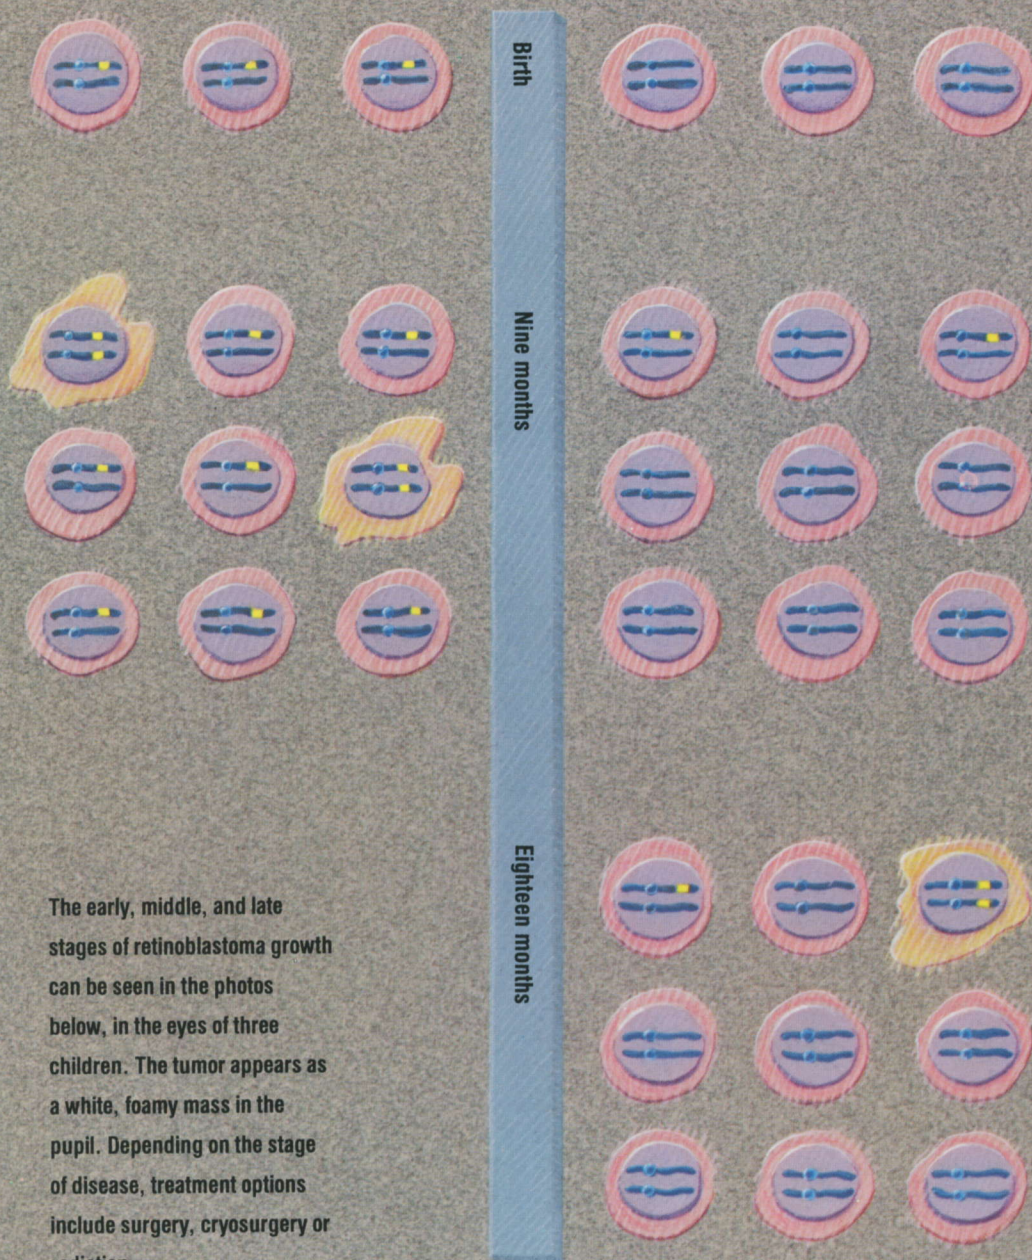 Birth
Nine months
Eighteen months
The early, middle, and late
stages of retinoblastoma growth
can be seen in the photos
below, in the eyes of three
children. The tumor appears as
a white, foamy mass in the
pupil. Depending on the stage
of disease, treatment options
include surgery, cryosurgery or